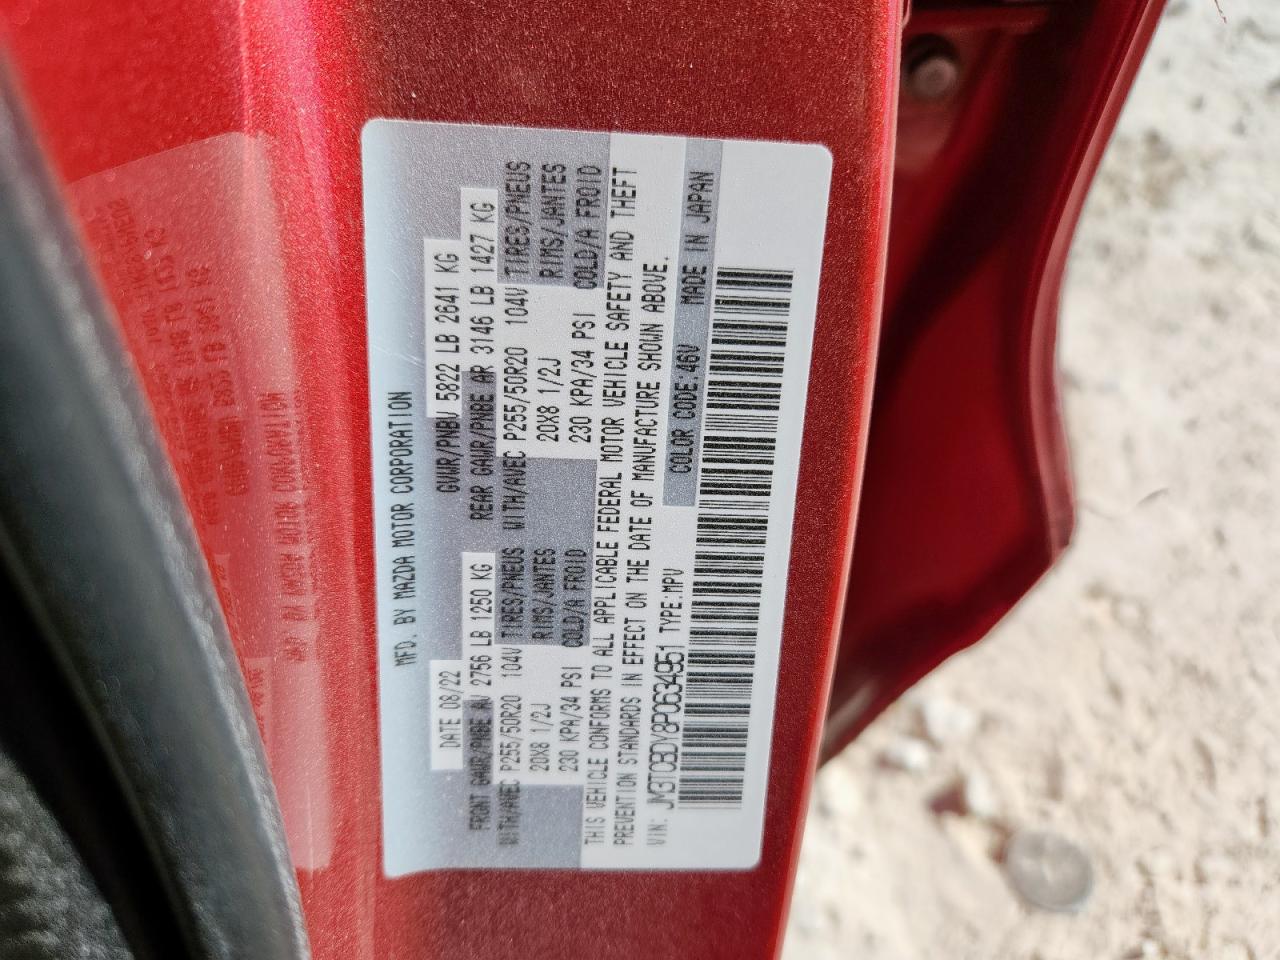 MFD. BY MAZDA MOTOR CORPORATION
DATE 08/22 GVWR/PNBV 5822 LB 2641 KG
FRONT GAWR/PNBE AV 2756 LB 1250 KG REAR GAWR/PNBE AR 3146 LB 1427 KG
WITH/AVEC P255/50R20 104V TIRES/PNEUS WITH/AVEC P255/50R20 104V TIRES/PNEUS
20X8 1/2J RIMS/JANTES 20X8 1/2J RIMS/JANTES
230 KPA/34 PSI COLD/A FROID 230 KPA/34 PSI COLD/A FROID
THIS VEHICLE CONFORMS TO ALL APPLICABLE FEDERAL MOTOR VEHICLE SAFETY AND THEFT
PREVENTION STANDARDS IN EFFECT ON THE DATE OF MANUFACTURE SHOWN ABOVE.
VIN: JM3TCBDY8P0634951 TYPE:MPV COLOR CODE:46V MADE IN JAPAN